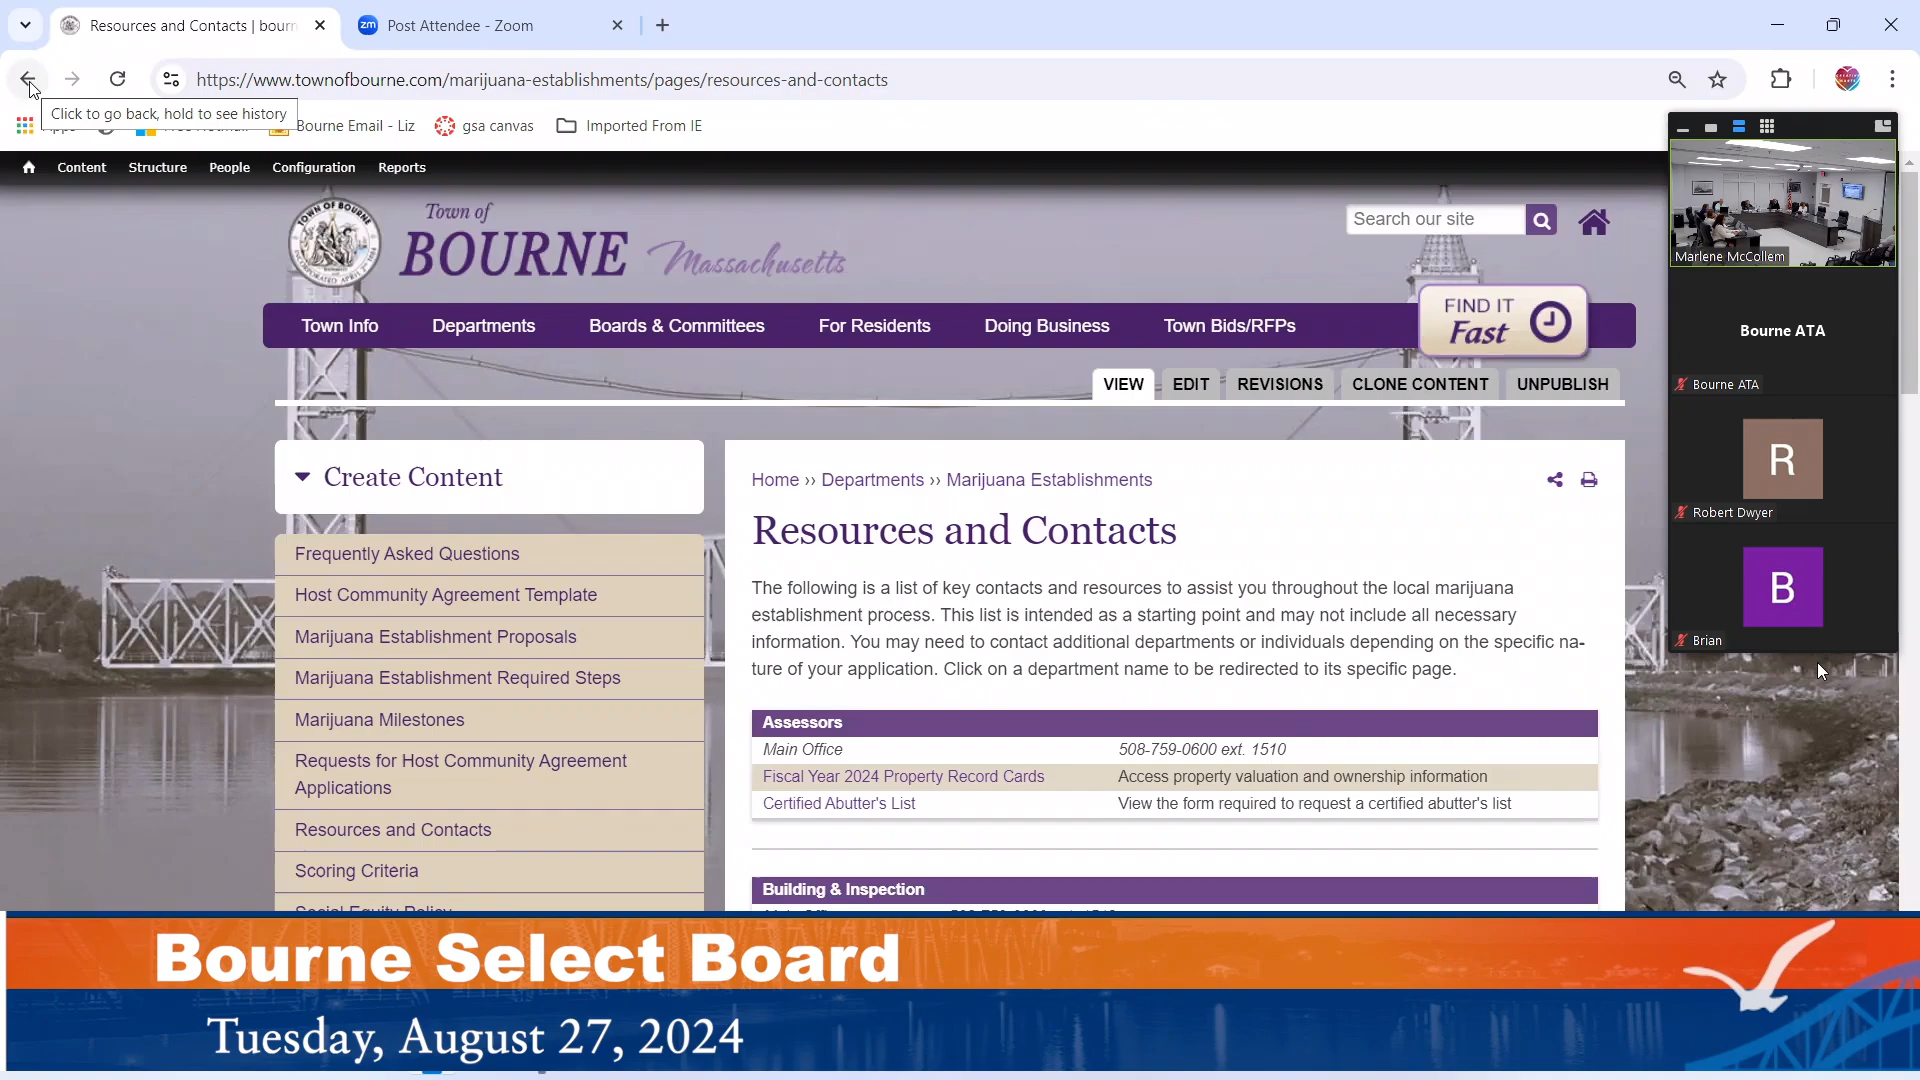 Resources and Contacts | bourn
zm Post Attendee - Zoom
https://www.townofbourne.com/marijuana-establishments/pages/resources-and-contacts
Click to go back, hold to see history
Bourne Email - Liz
gsa canvas
Imported From IE
Content Structure People Configuration Reports
Town of
BOURNE Massachusetts
Search our site
Town Info Departments Boards & Committees For Residents Doing Business Town Bids/RFPs
FIND IT
Fast
VIEW EDIT REVISIONS CLONE CONTENT UNPUBLISH
Create Content
Frequently Asked Questions
Host Community Agreement Template
Marijuana Establishment Proposals
Marijuana Establishment Required Steps
Marijuana Milestones
Requests for Host Community Agreement
Applications
Resources and Contacts
Scoring Criteria
Social Equity Policy
Home ›› Departments ›› Marijuana Establishments
Resources and Contacts
The following is a list of key contacts and resources to assist you throughout the local marijuana
establishment process. This list is intended as a starting point and may not include all necessary
information. You may need to contact additional departments or individuals depending on the specific na-
ture of your application. Click on a department name to be redirected to its specific page.
Assessors
Main Office 508-759-0600 ext. 1510
Fiscal Year 2024 Property Record Cards Access property valuation and ownership information
Certified Abutter's List View the form required to request a certified abutter's list
Building & Inspection
Marlene McCollem
Bourne ATA
Bourne ATA
R
Robert Dwyer
B
Brian
Bourne Select Board
Tuesday, August 27, 2024